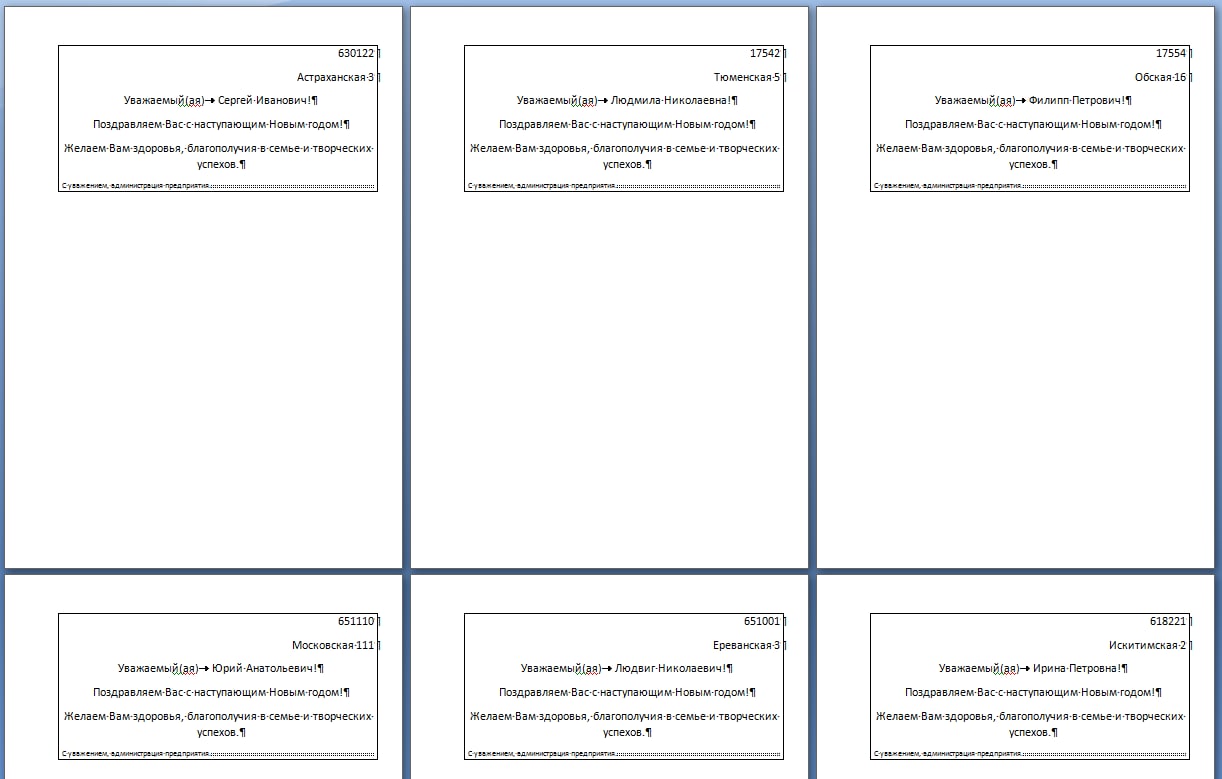 630122
Астраханская 3
Уважаемый(ая) Сергей Иванович!
Поздравляем Вас с наступающим Новым годом!
Желаем Вам здоровья, благополучия в семье и творческих
успехов.
С уважением, администрация предприятия.
17542
Тюменская 5
Уважаемый(ая) Людмила Николаевна!
Поздравляем Вас с наступающим Новым годом!
Желаем Вам здоровья, благополучия в семье и творческих
успехов.
С уважением, администрация предприятия.
17554
Обская 16
Уважаемый(ая) Филипп Петрович!
Поздравляем Вас с наступающим Новым годом!
Желаем Вам здоровья, благополучия в семье и творческих
успехов.
С уважением, администрация предприятия.
651110
Московская 111
Уважаемый(ая) Юрий Анатольевич!
Поздравляем Вас с наступающим Новым годом!
Желаем Вам здоровья, благополучия в семье и творческих
успехов.
С уважением, администрация предприятия.
651001
Ереванская 3
Уважаемый(ая) Людвиг Николаевич!
Поздравляем Вас с наступающим Новым годом!
Желаем Вам здоровья, благополучия в семье и творческих
успехов.
С уважением, администрация предприятия.
618221
Искитимская 2
Уважаемый(ая) Ирина Петровна!
Поздравляем Вас с наступающим Новым годом!
Желаем Вам здоровья, благополучия в семье и творческих
успехов.
С уважением, администрация предприятия.